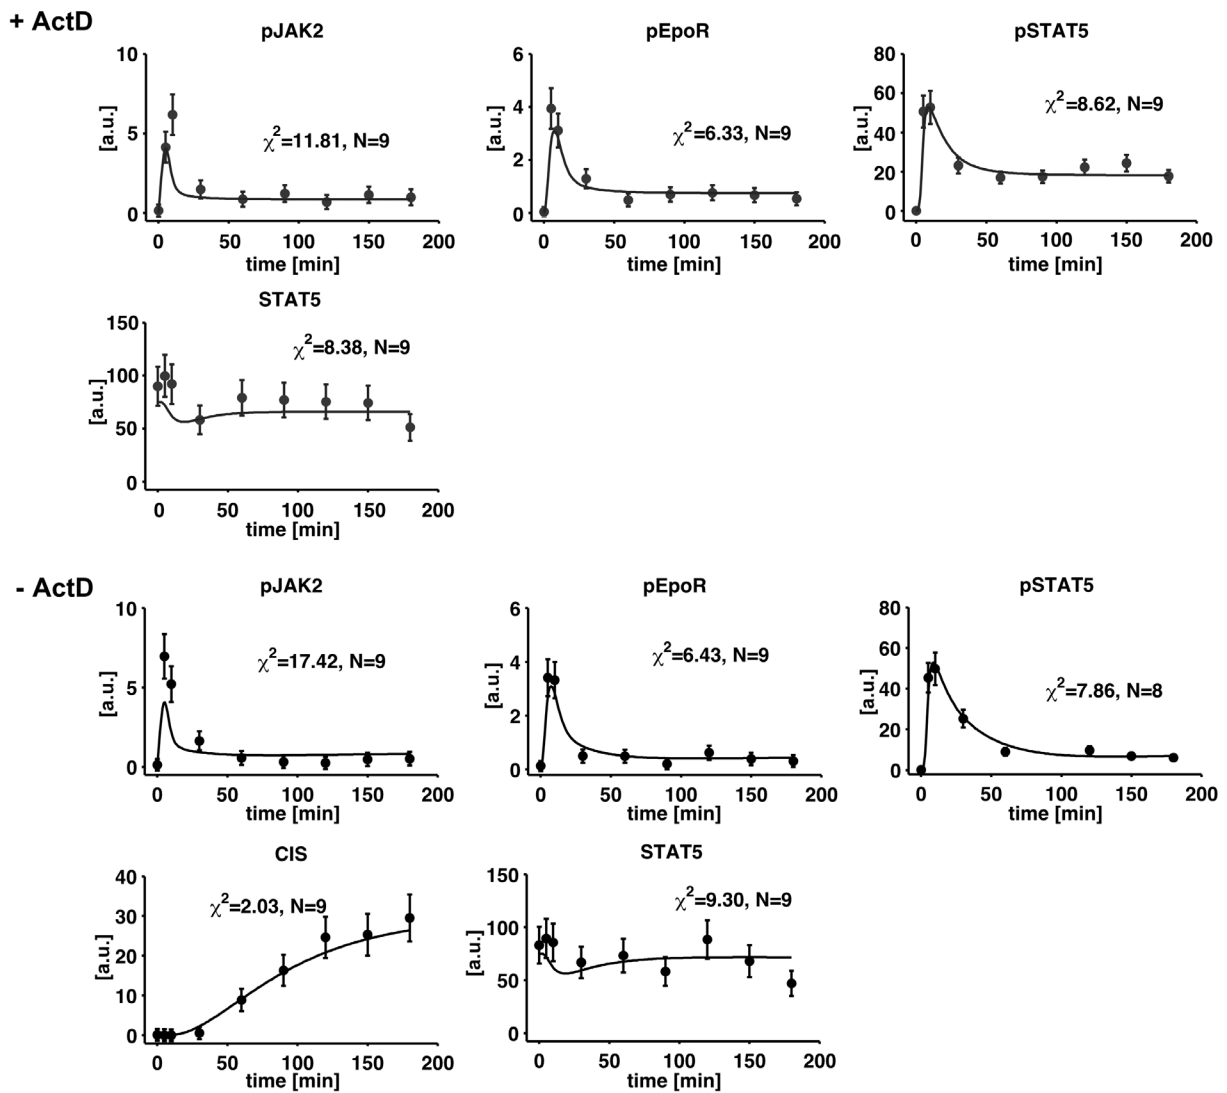 + ActD
pJAK2
10
5
0
[a.u.]
χ²=11.81, N=9
0 50 100 150 200
time [min]
pEpoR
6
4
2
0
[a.u.]
χ²=6.33, N=9
0 50 100 150 200
time [min]
pSTAT5
80
60
40
20
0
[a.u.]
χ²=8.62, N=9
0 50 100 150 200
time [min]
STAT5
150
100
50
0
[a.u.]
χ²=8.38, N=9
0 50 100 150 200
time [min]
- ActD
pJAK2
10
5
0
[a.u.]
χ²=17.42, N=9
0 50 100 150 200
time [min]
pEpoR
6
4
2
0
[a.u.]
χ²=6.43, N=9
0 50 100 150 200
time [min]
pSTAT5
80
60
40
20
0
[a.u.]
χ²=7.86, N=8
0 50 100 150 200
time [min]
CIS
40
30
20
10
0
[a.u.]
χ²=2.03, N=9
0 50 100 150 200
time [min]
STAT5
150
100
50
0
[a.u.]
χ²=9.30, N=9
0 50 100 150 200
time [min]